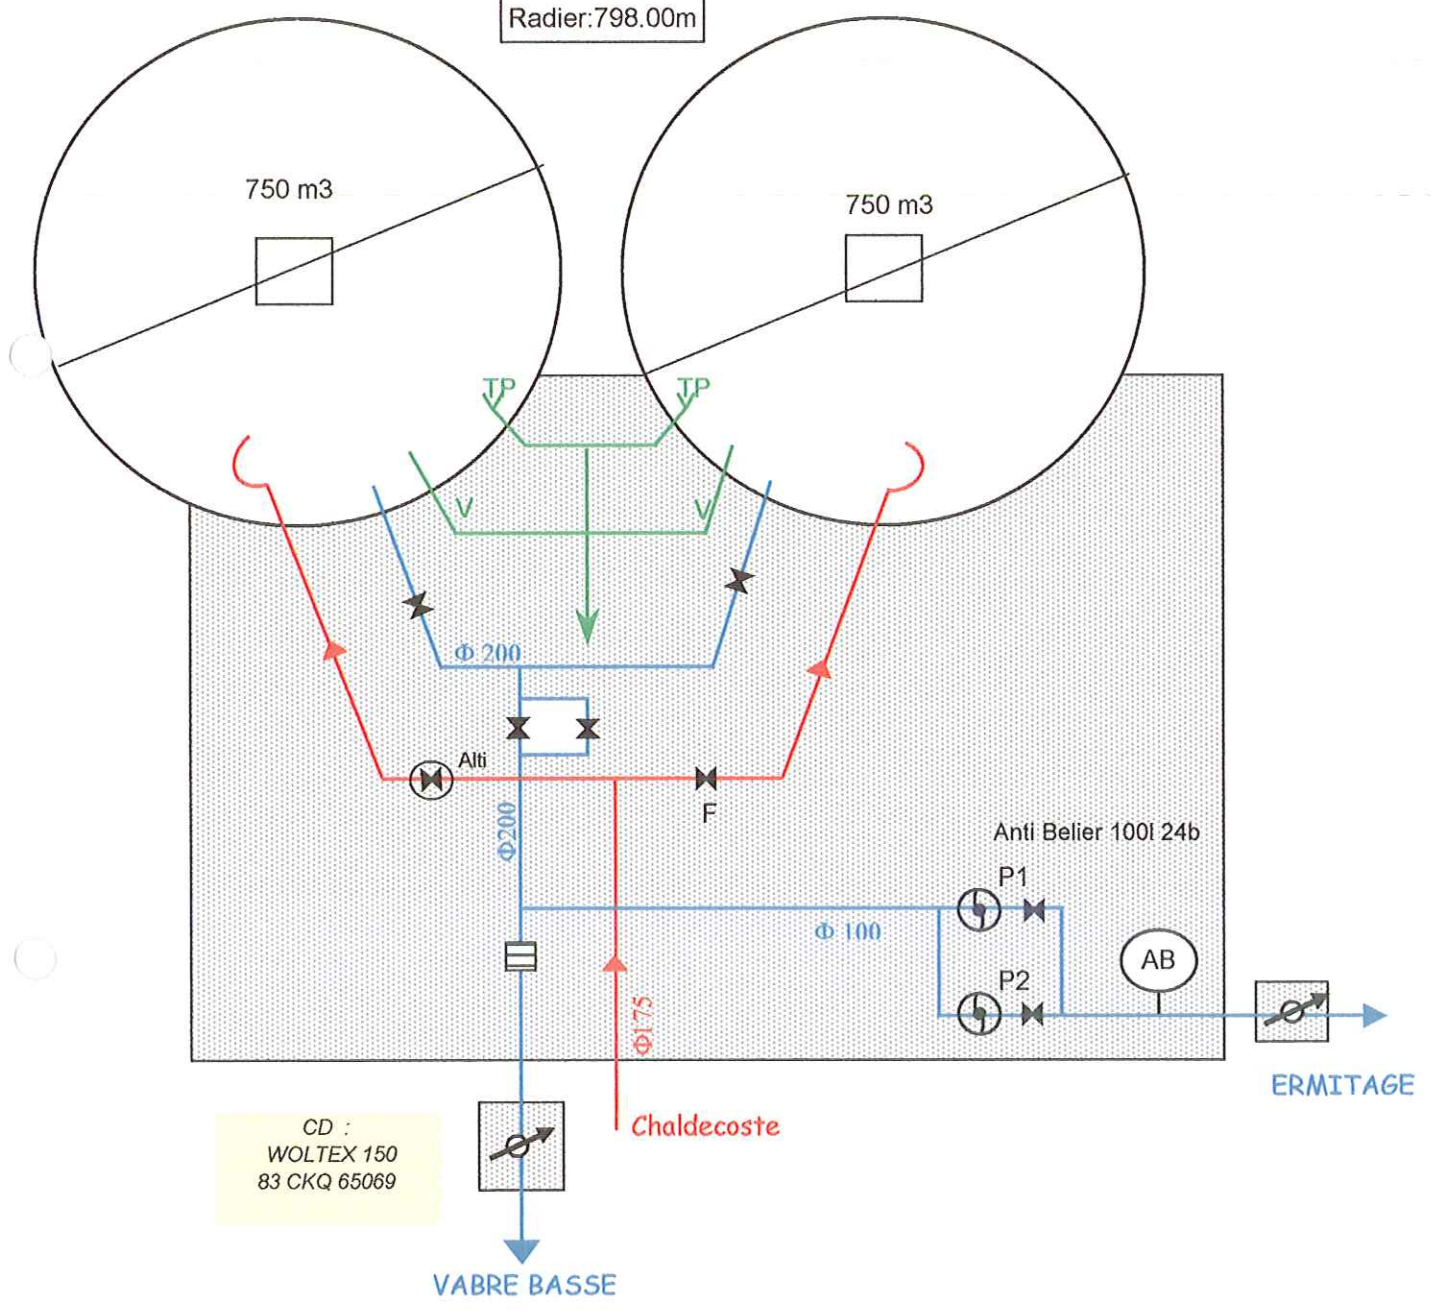 Radier:798.00m
750 m3
750 m3
TP
TP
V
V
Φ 200
Alti
F
Φ200
Anti Belier 100l 24b
P1
Φ 100
AB
P2
Φ175
ERMITAGE
Chaldecoste
CD :
WOLTEX 150
83 CKQ 65069
VABRE BASSE